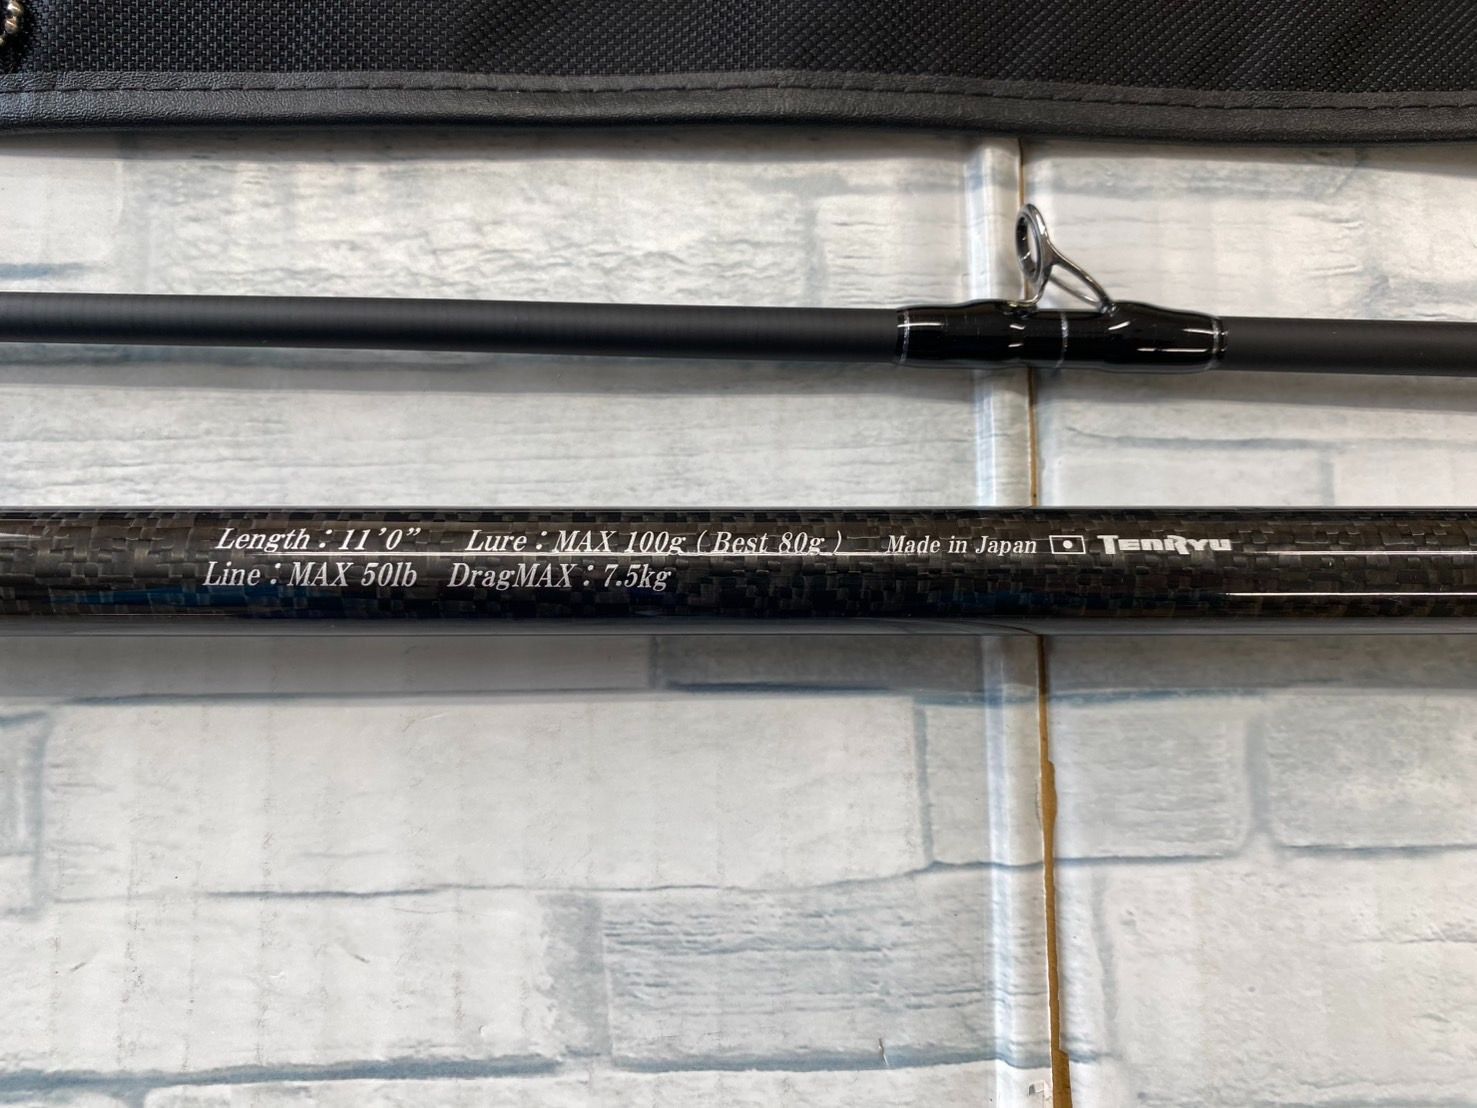 Length : 11'0" Lure : MAX 100g ( Best 80g ) Made in Japan TENRYU
Line : MAX 50lb DragMAX : 7.5kg